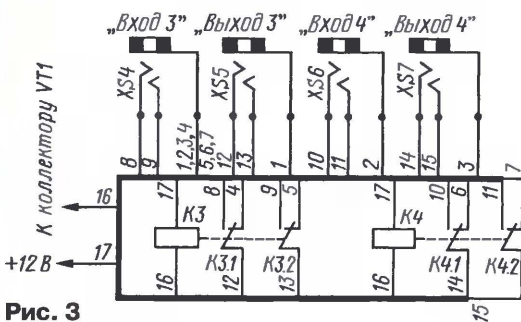 „Вход 3” „Выход 3” „Вход 4” „Выход 4”
XS4 XS5 XS6 XS7
8 9 1,2,3,4 5,6,7 12 13 1 10 11 2 14 15 3
К коллектору VT1
16
17 8 4 9 5 17 10 6 11 7
К3 К4
17
+12 В
К3.1 К3.2 К4.1 К4.2
16 12 13 16 14 15
Рис. 3